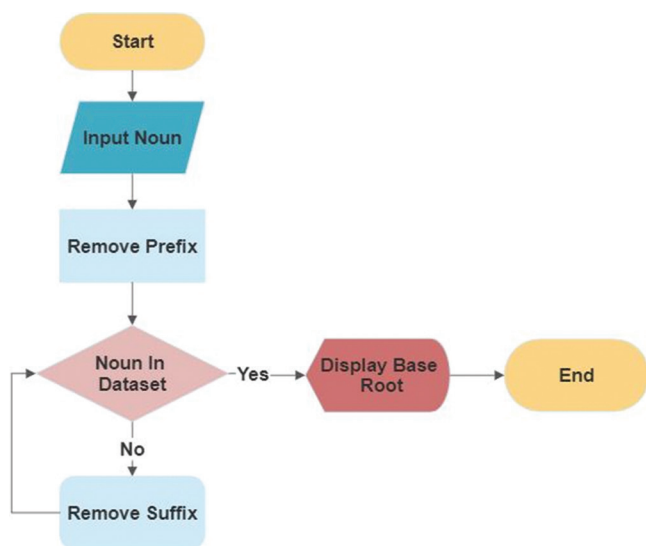 Start
Input Noun
Remove Prefix
Noun In
Dataset
Yes
Display Base
Root
End
No
Remove Suffix